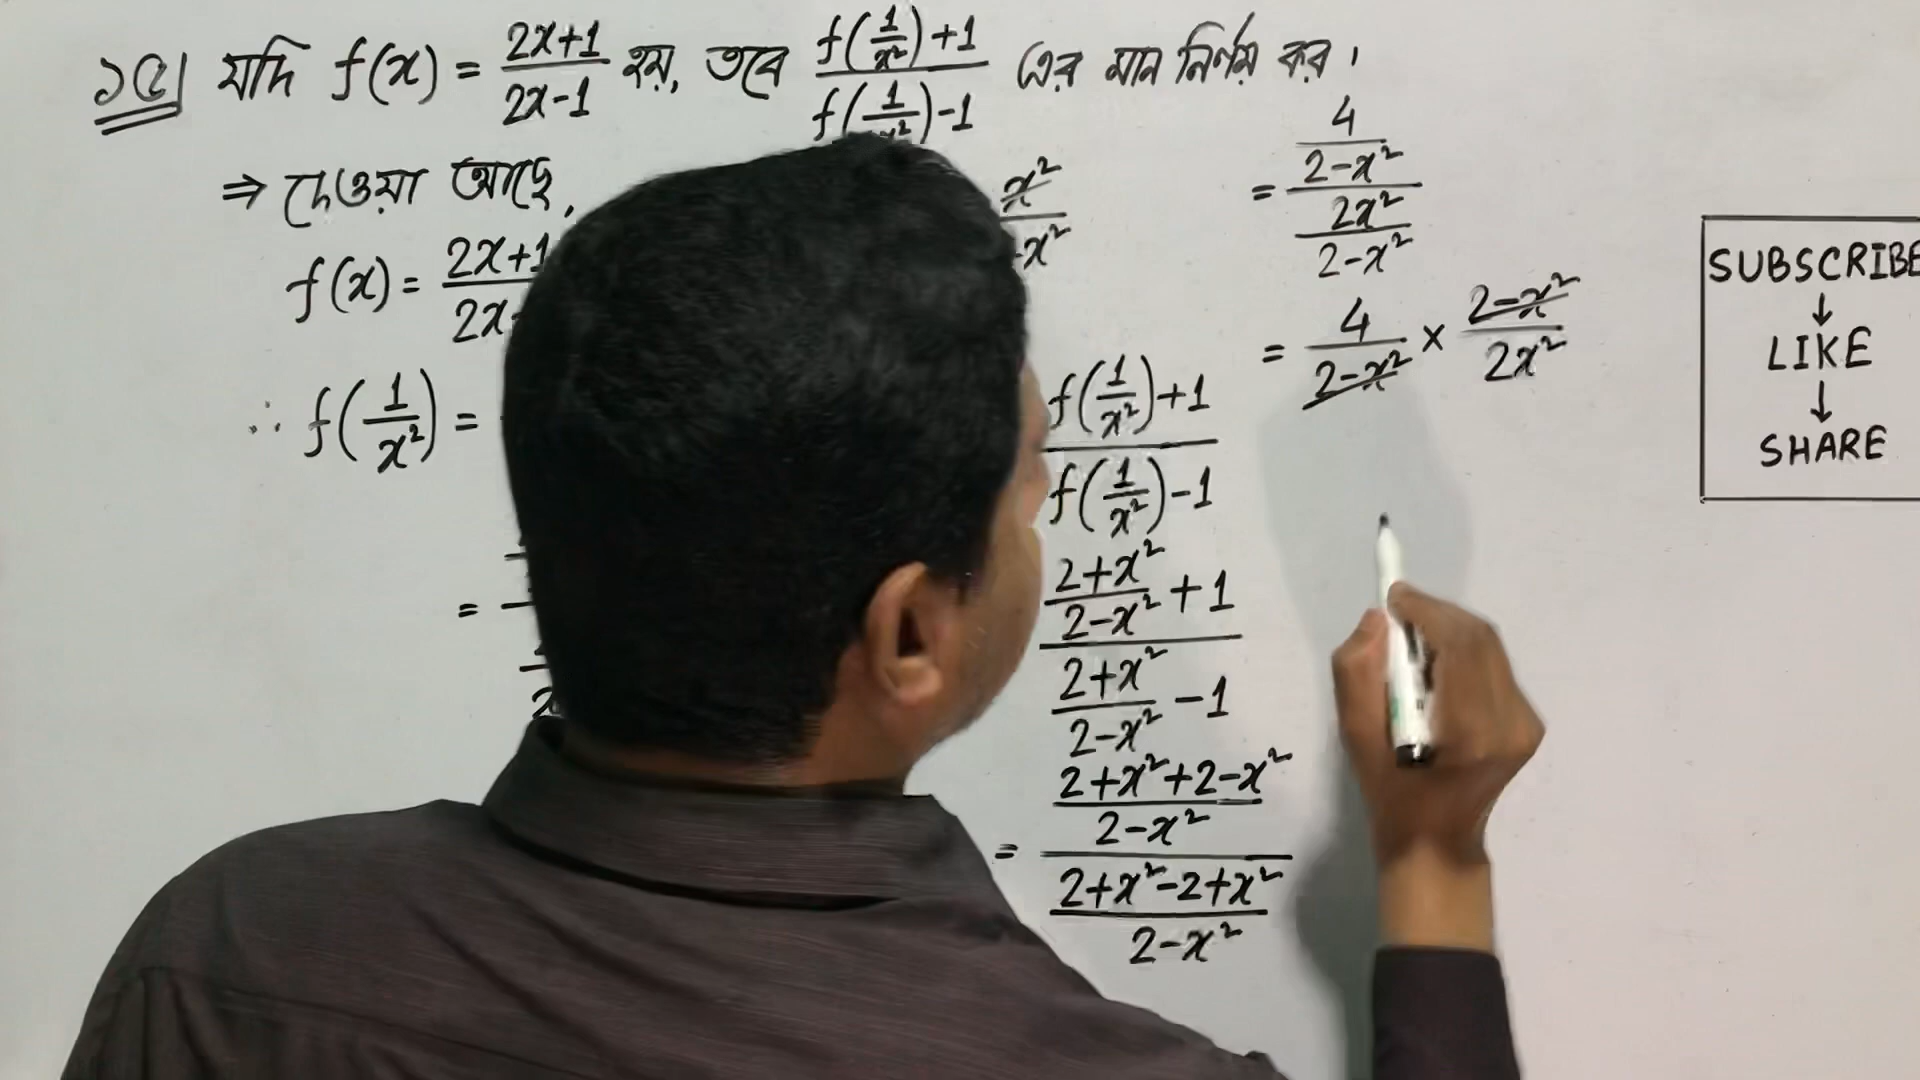 ১৫। যদি f(x) = (2x+1)/(2x-1) হয়, তবে (f(1/x²)+1)/(f(1/x²)-1) এর মান নির্ণয় কর।
⇒ দেওয়া আছে,
f(x) = 2x+1 / 2x
∴ f(1/x²) =
=
x²
-x²
f(1/x²)+1
f(1/x²)-1
(2+x²)/(2-x²) + 1
(2+x²)/(2-x²) - 1
= ((2+x²+2-x²)/(2-x²)) / ((2+x²-2+x²)/(2-x²))
= (4/(2-x²)) / (2x²/(2-x²))
= 4/(2-x²) × (2-x²)/2x²
SUBSCRIBE
↓
LIKE
↓
SHARE